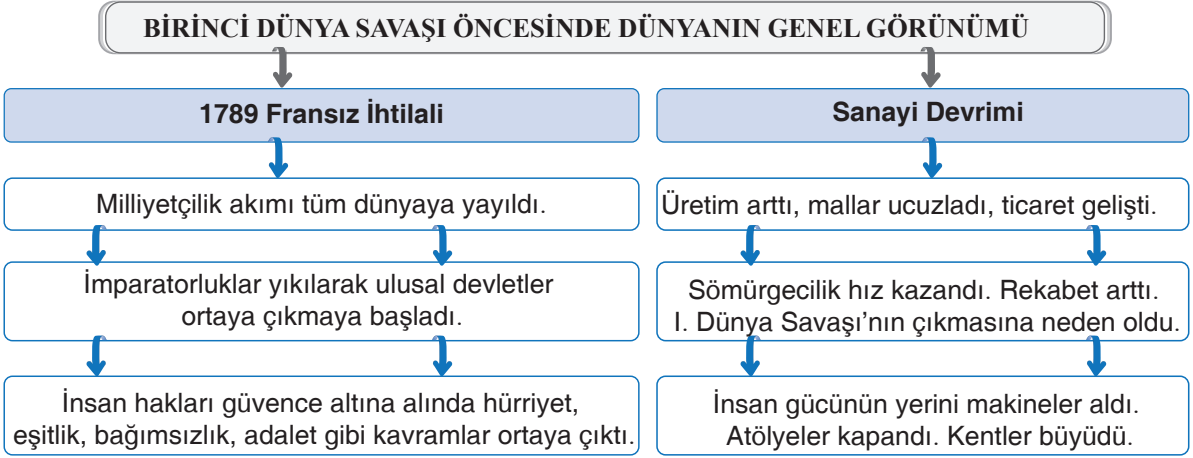 BİRİNCİ DÜNYA SAVAŞI ÖNCESİNDE DÜNYANIN GENEL GÖRÜNÜMÜ
1789 Fransız İhtilali
Milliyetçilik akımı tüm dünyaya yayıldı.
İmparatorluklar yıkılarak ulusal devletler
ortaya çıkmaya başladı.
İnsan hakları güvence altına alında hürriyet,
eşitlik, bağımsızlık, adalet gibi kavramlar ortaya çıktı.
Sanayi Devrimi
Üretim arttı, mallar ucuzladı, ticaret gelişti.
Sömürgecilik hız kazandı. Rekabet arttı.
I. Dünya Savaşı’nın çıkmasına neden oldu.
İnsan gücünün yerini makineler aldı.
Atölyeler kapandı. Kentler büyüdü.